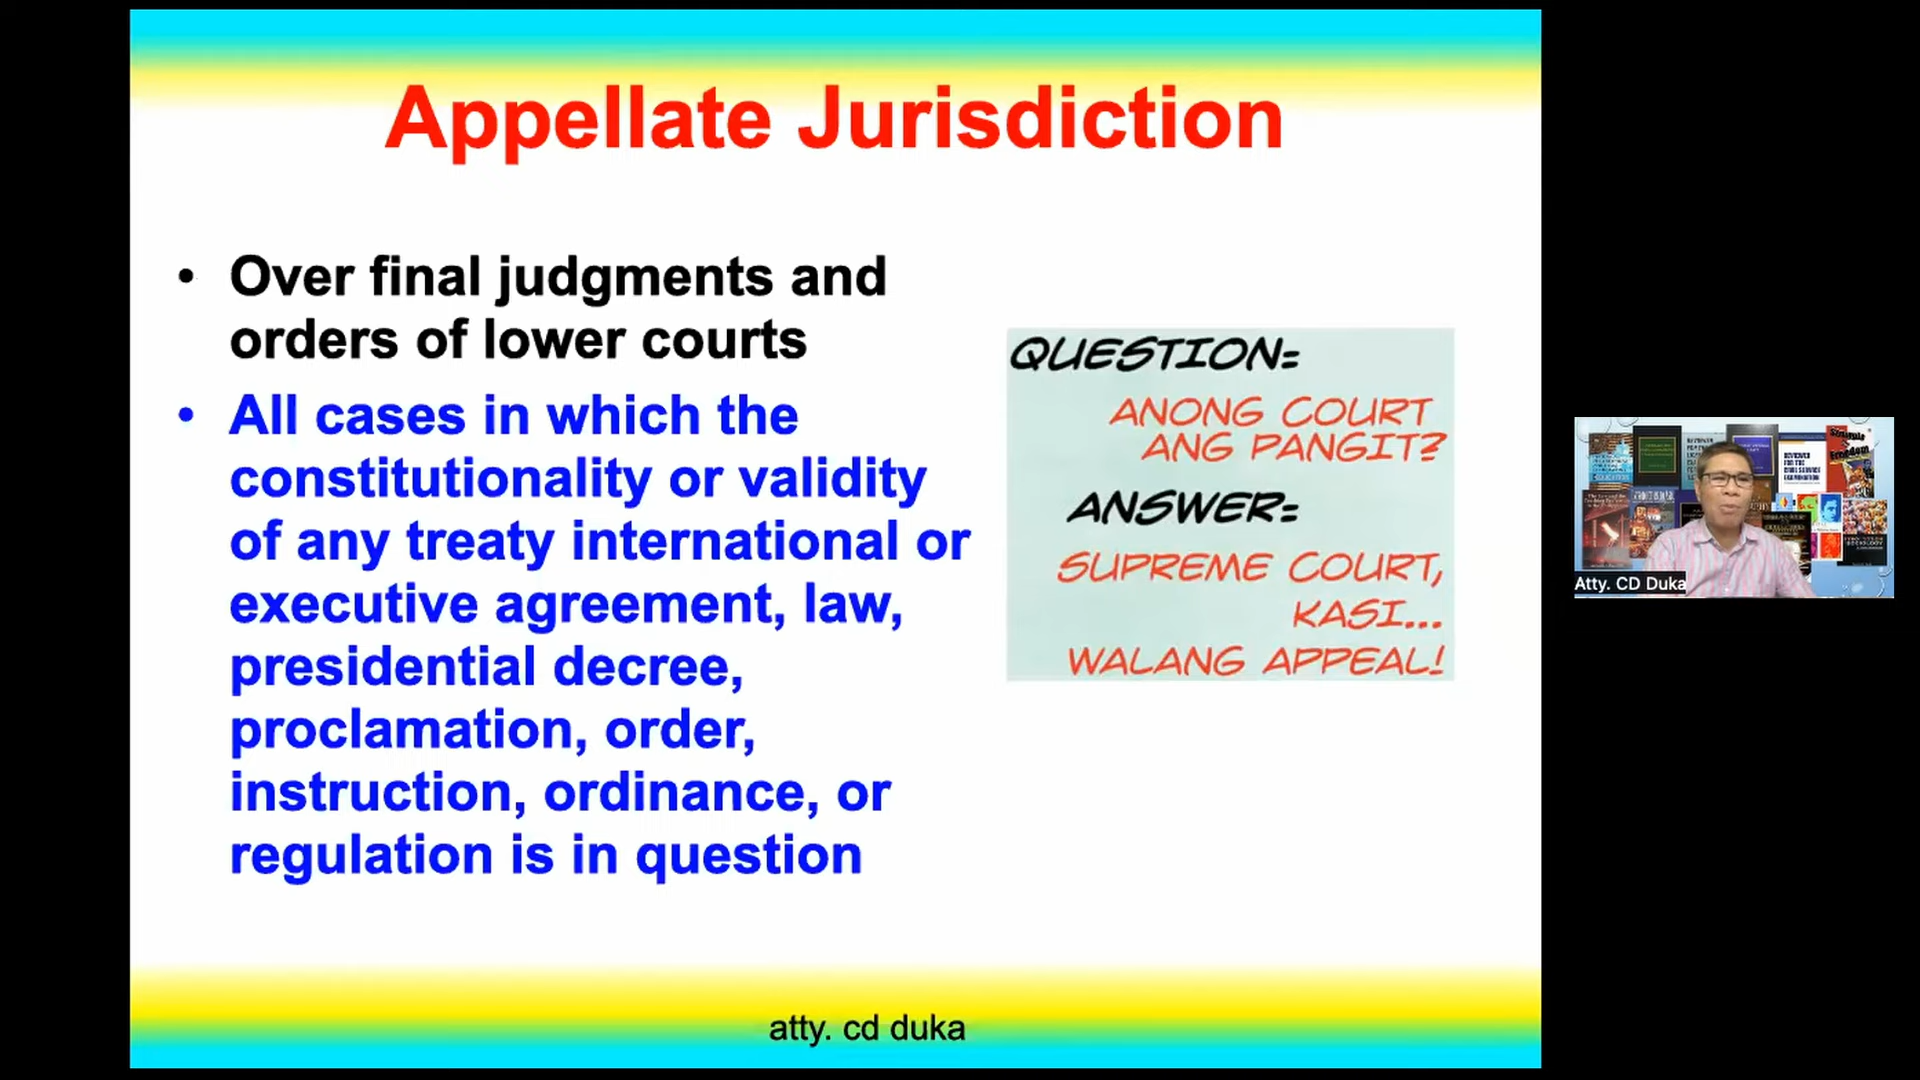 Appellate Jurisdiction
• Over final judgments and
orders of lower courts
• All cases in which the
constitutionality or validity
of any treaty international or
executive agreement, law,
presidential decree,
proclamation, order,
instruction, ordinance, or
regulation is in question
QUESTION=
ANONG COURT
ANG PANGIT?
ANSWER=
SUPREME COURT,
KASI...
WALANG APPEAL!
atty. cd duka
Atty. CD Duka